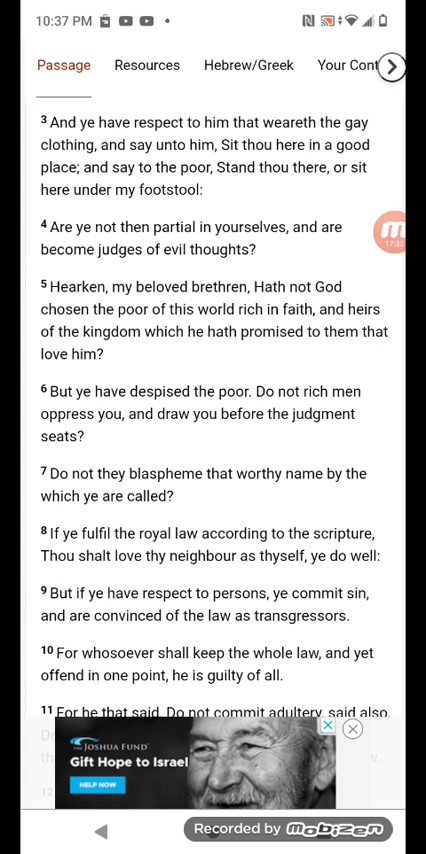 10:37 PM
Passage Resources Hebrew/Greek Your Cont
3 And ye have respect to him that weareth the gay
clothing, and say unto him, Sit thou here in a good
place; and say to the poor, Stand thou there, or sit
here under my footstool:
4 Are ye not then partial in yourselves, and are
become judges of evil thoughts?
17:32
5 Hearken, my beloved brethren, Hath not God
chosen the poor of this world rich in faith, and heirs
of the kingdom which he hath promised to them that
love him?
6 But ye have despised the poor. Do not rich men
oppress you, and draw you before the judgment
seats?
7 Do not they blaspheme that worthy name by the
which ye are called?
8 If ye fulfil the royal law according to the scripture,
Thou shalt love thy neighbour as thyself, ye do well:
9 But if ye have respect to persons, ye commit sin,
and are convinced of the law as transgressors.
10 For whosoever shall keep the whole law, and yet
offend in one point, he is guilty of all.
11 For he that said, Do not commit adultery, said also,
THE JOSHUA FUND
Gift Hope to Israel
HELP NOW
12
Recorded by mobizen